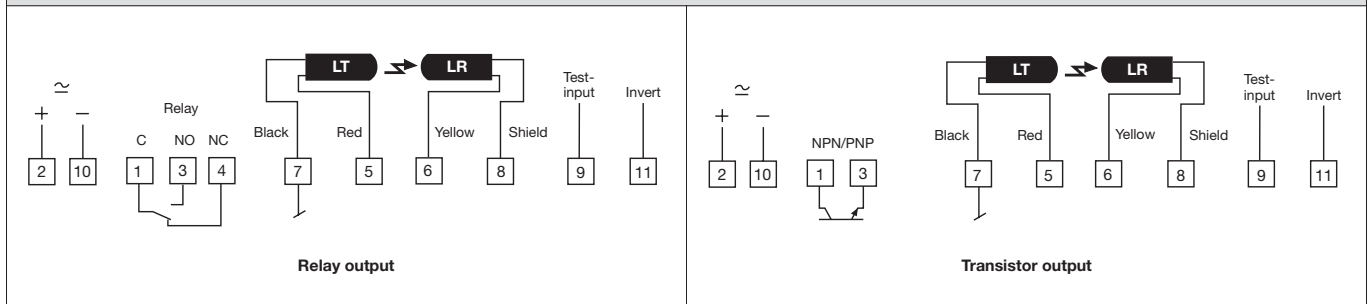 LT LR
≃
+ −
Relay
C NO NC
Black Red Yellow Shield
Test-
input
Invert
2 10 1 3 4 7 5 6 8 9 11
Relay output
LT LR
≃
+ −
NPN/PNP
Black Red Yellow Shield
Test-
input
Invert
2 10 1 3 7 5 6 8 9 11
Transistor output